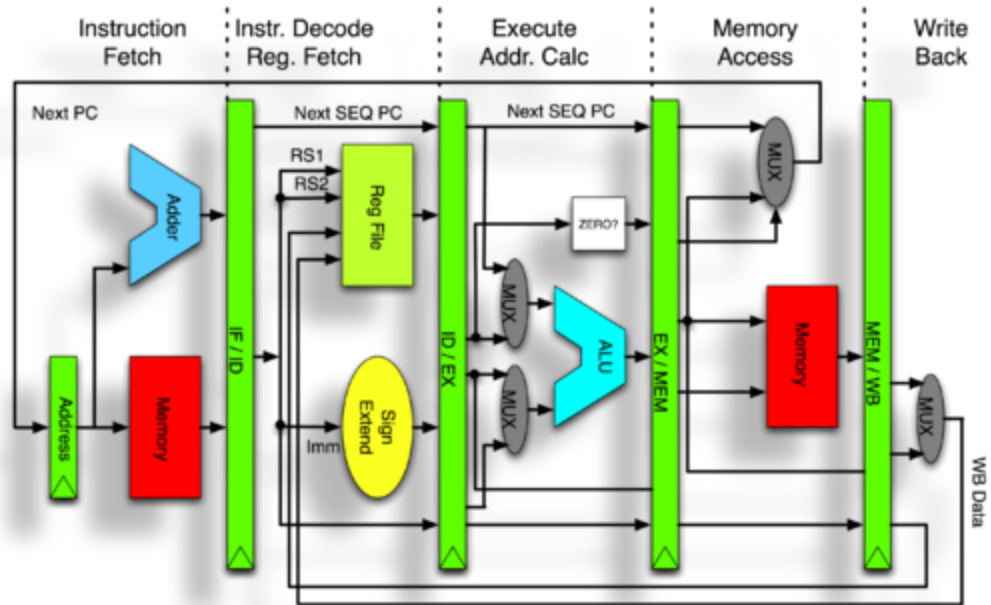 Instruction
Fetch
Instr. Decode
Reg. Fetch
Execute
Addr. Calc
Memory
Access
Write
Back
Next PC
Next SEQ PC
Next SEQ PC
RS1
RS2
Adder
Reg File
ZERO?
MUX
MUX
MUX
MUX
ALU
IF / ID
ID / EX
EX / MEM
MEM / WB
Address
Memory
Sign
Extend
Imm
Memory
WB Data